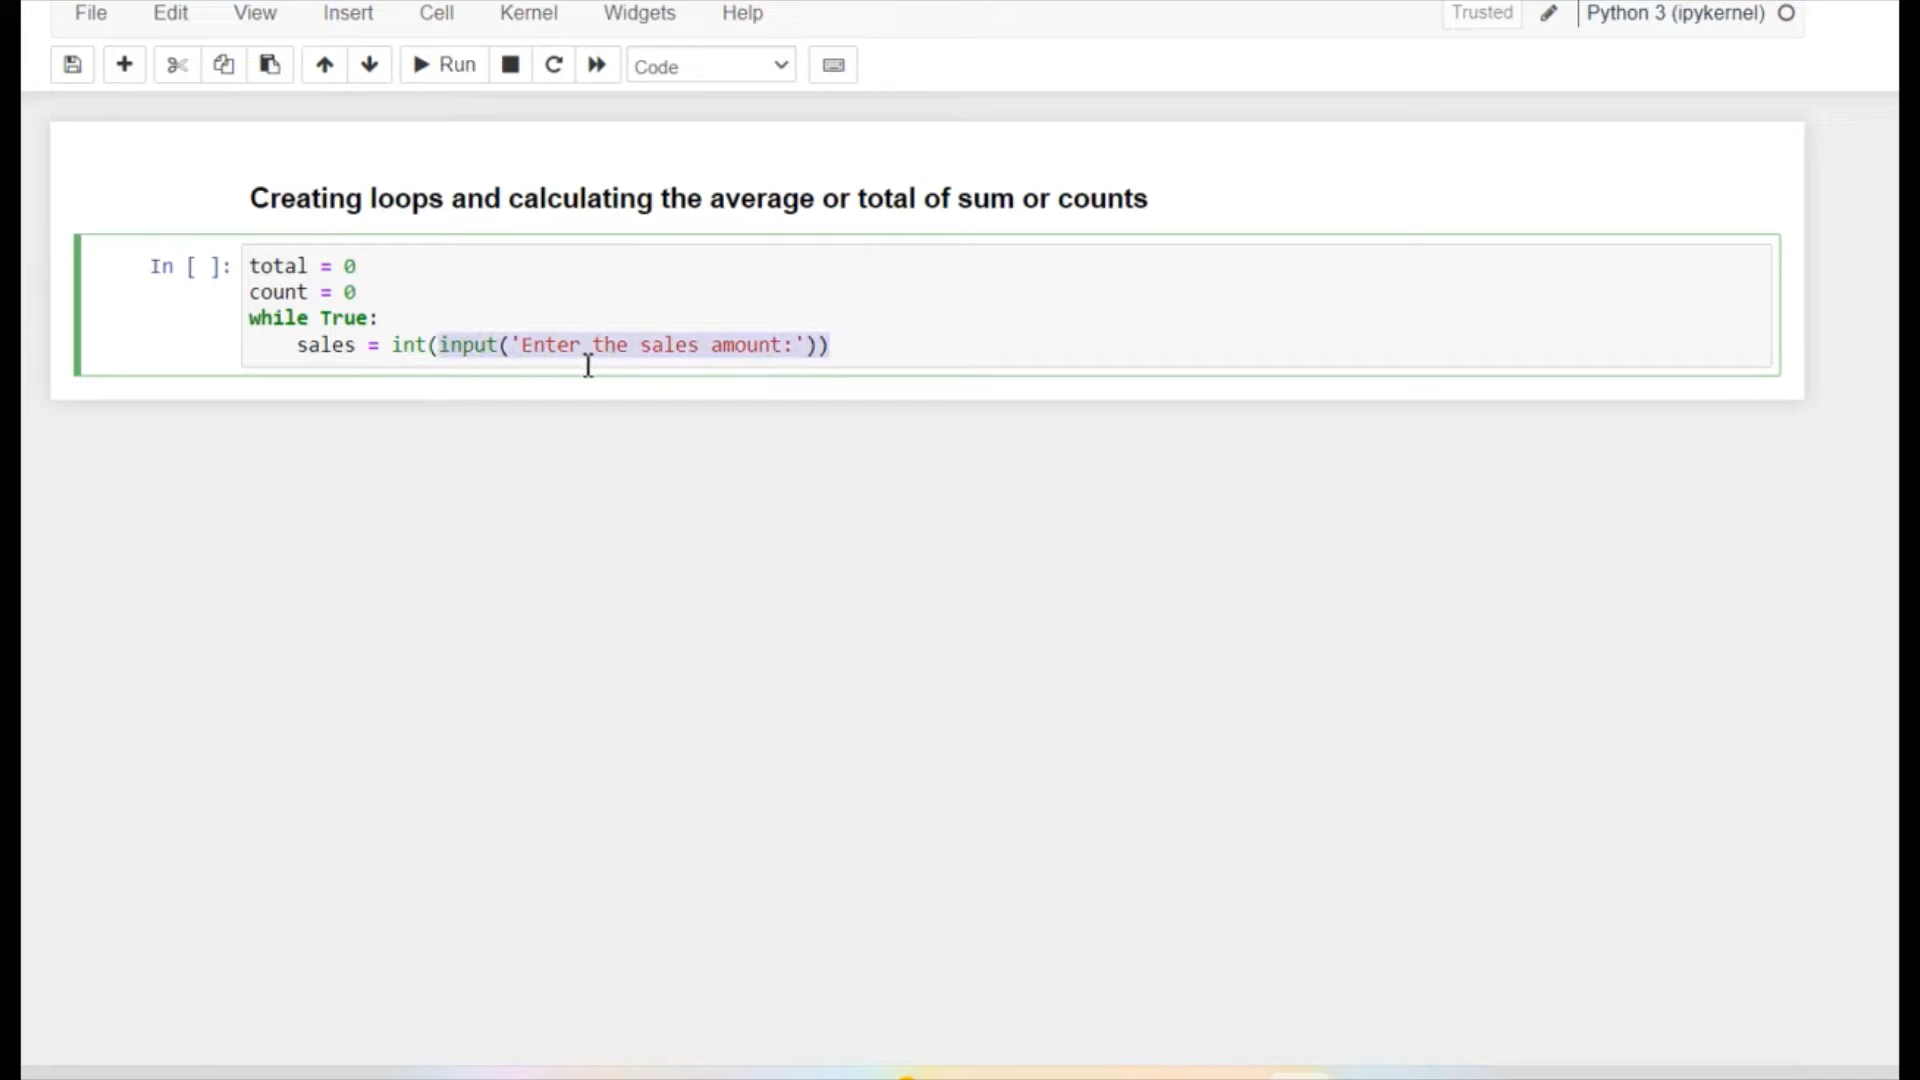 File Edit View Insert Cell Kernel Widgets Help
Trusted Python 3 (ipykernel)
Run Code
Creating loops and calculating the average or total of sum or counts
In [ ]: total = 0
count = 0
while True:
    sales = int(input('Enter the sales amount:'))